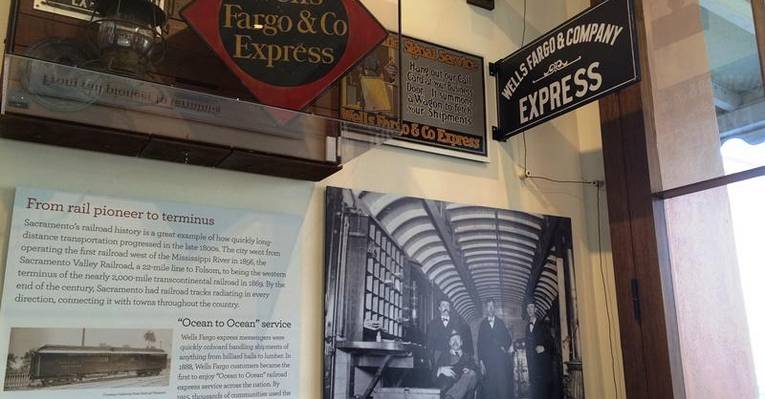 Fargo & Co
Express
Signal Service
Hang out our Call
Card at your Business
Door. It summons
a Wagon to fetch
your Shipments
Wells Fargo & Co Express
WELLS FARGO & COMPANY
EXPRESS
From rail pioneer to terminus
Sacramento's railroad history is a great example of how quickly long-
distance transportation progressed in the late 1800s. The city went from
operating the first railroad west of the Mississippi River in 1856, the
Sacramento Valley Railroad, a 22-mile line to Folsom, to being the western
terminus of the nearly 2,000-mile transcontinental railroad in 1869. By the
end of the century, Sacramento had railroad tracks radiating in every
direction, connecting it with towns throughout the country.
"Ocean to Ocean" service
Wells Fargo express messengers were
quickly onboard handling shipments of
anything from billiard balls to lumber. In
1888, Wells Fargo customers became the
first to enjoy "Ocean to Ocean" railroad
express service across the nation. By
thousands of communities used the